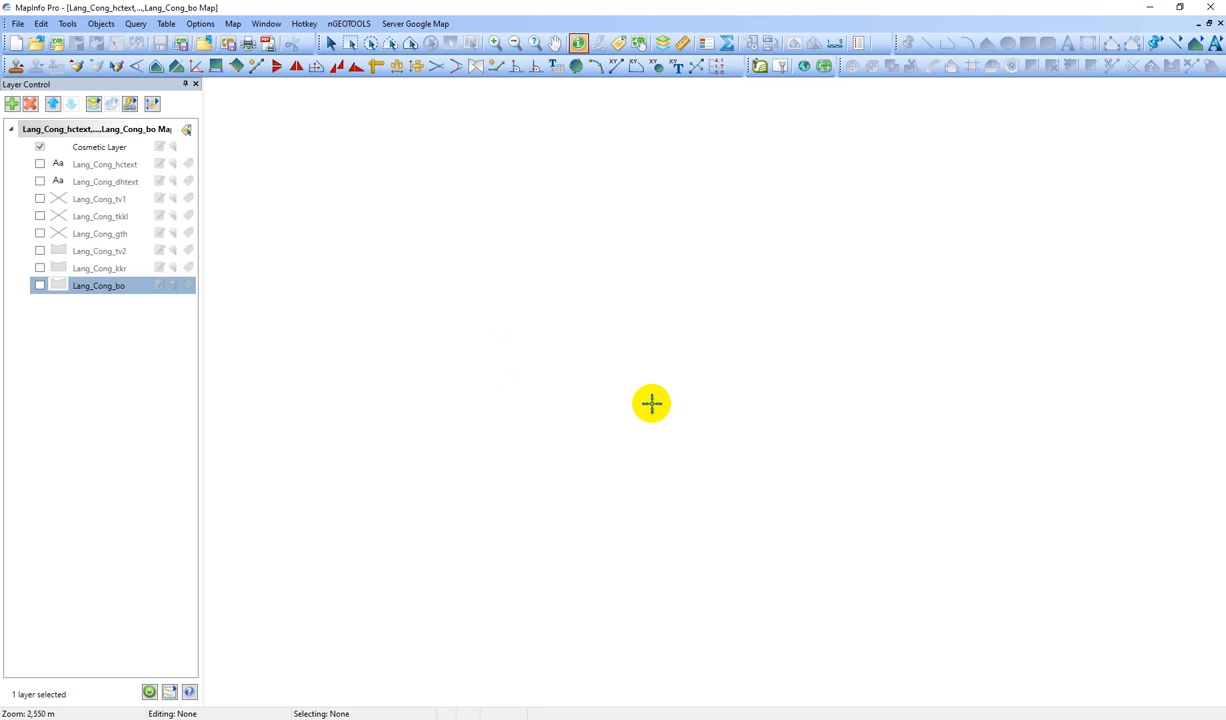 MapInfo Pro - [Lang_Cong_hctext,...,Lang_Cong_bo Map]
File Edit Tools Objects Query Table Options Map Window Hotkey nGEOTOOLS Server Google Map
Layer Control
Lang_Cong_hctext,...,Lang_Cong_bo Ma
Cosmetic Layer
Aa Lang_Cong_hctext
Aa Lang_Cong_dhtext
Lang_Cong_tv1
Lang_Cong_tkkl
Lang_Cong_gth
Lang_Cong_tv2
Lang_Cong_kkr
Lang_Cong_bo
1 layer selected
Zoom: 2,550 m Editing: None Selecting: None